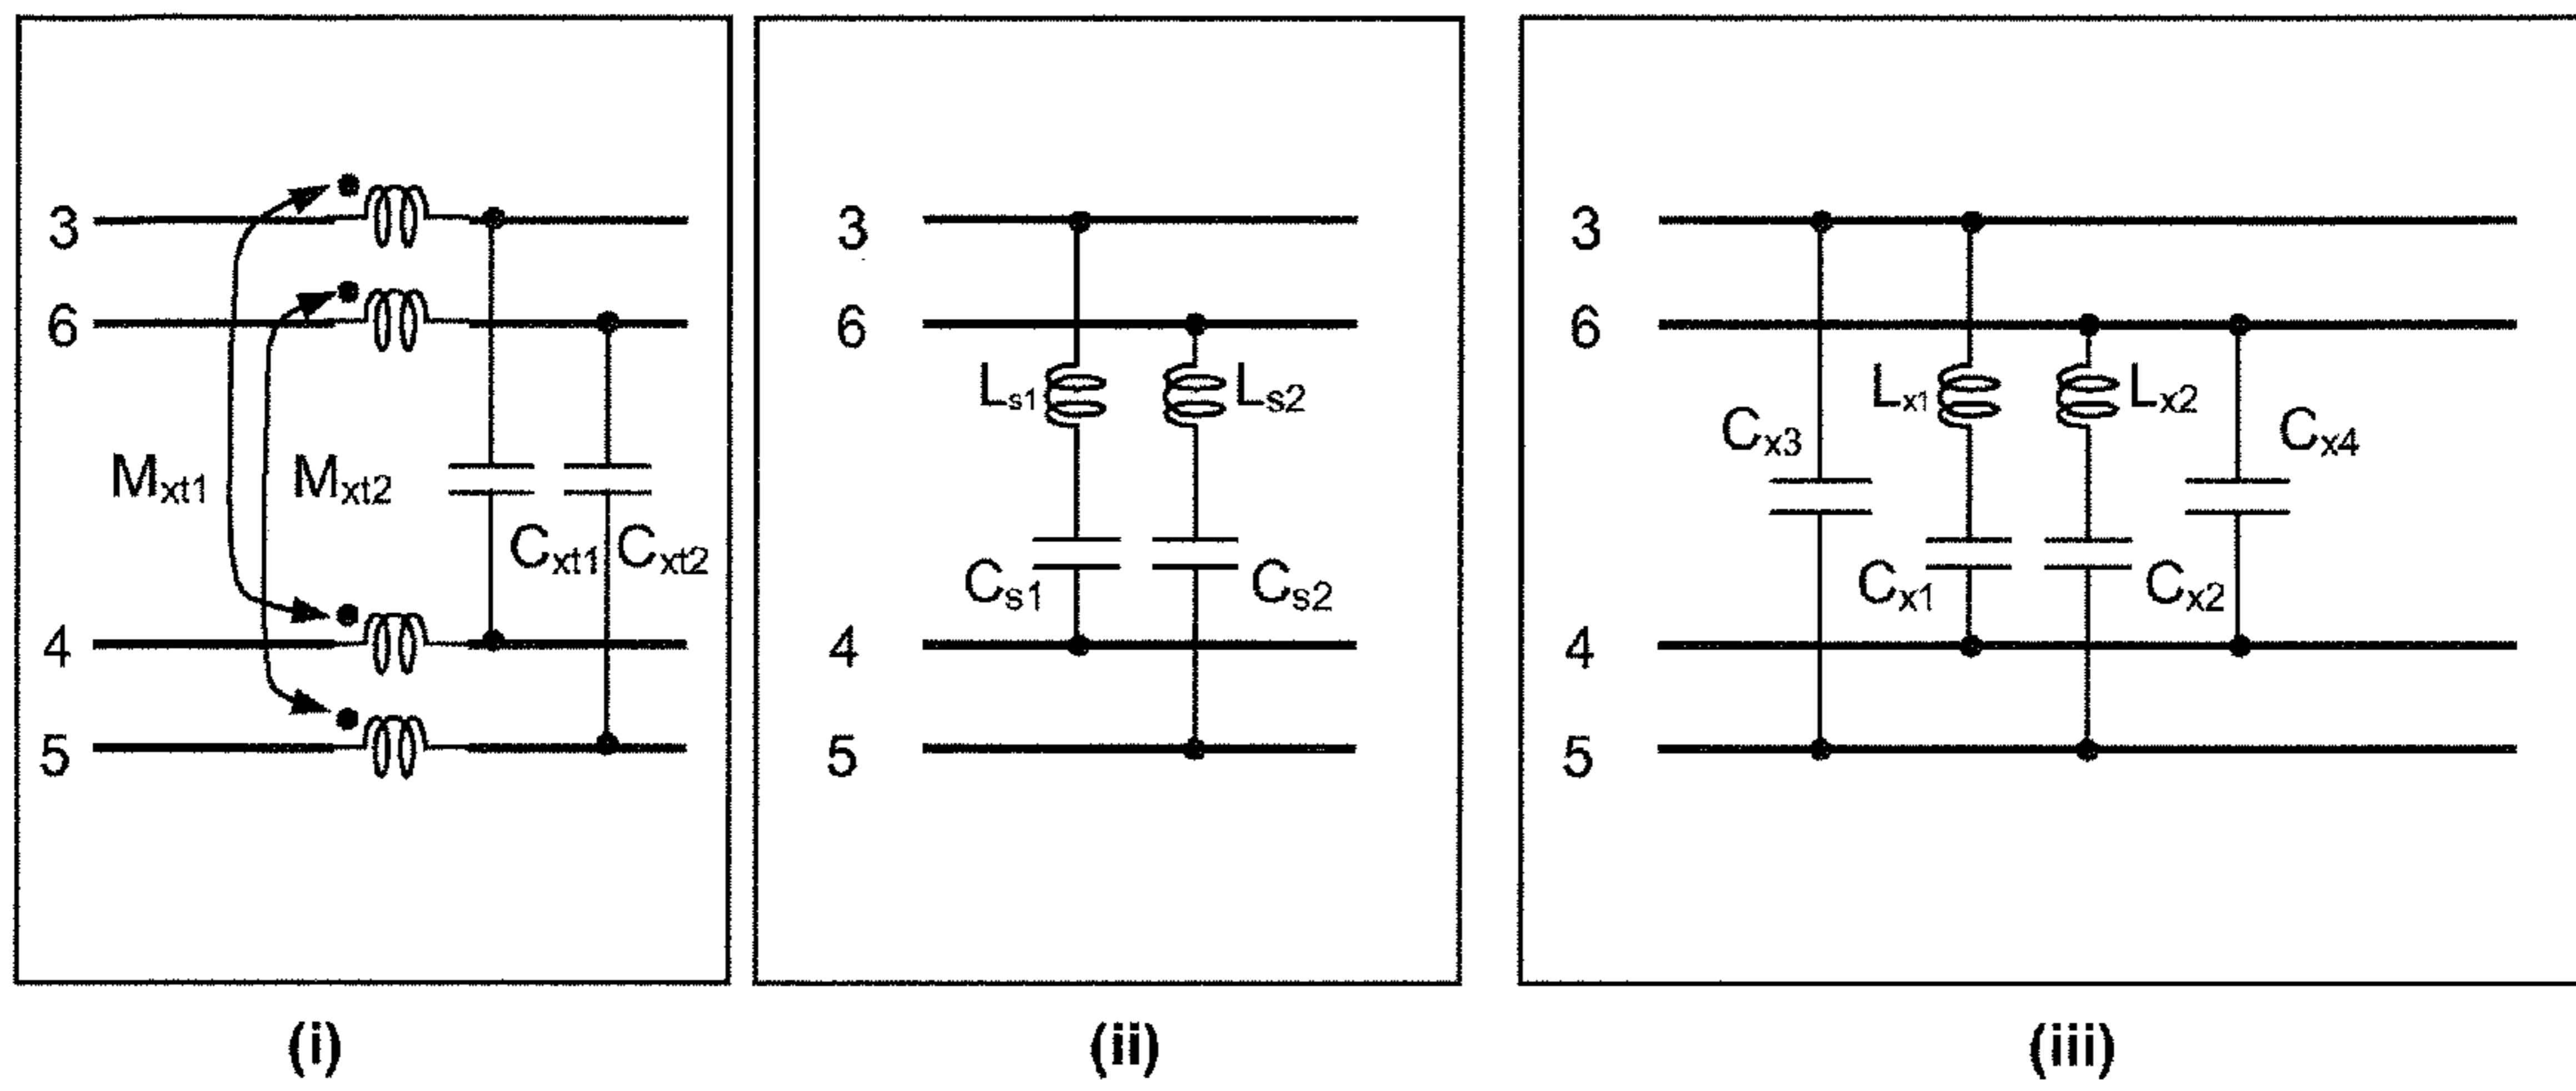 3
6
Mxt1
Mxt2
Cxt1
Cxt2
4
5
(i)
3
6
Ls1
Ls2
Cs1
Cs2
4
5
(ii)
3
6
Lx1
Lx2
Cx3
Cx4
Cx1
Cx2
4
5
(iii)